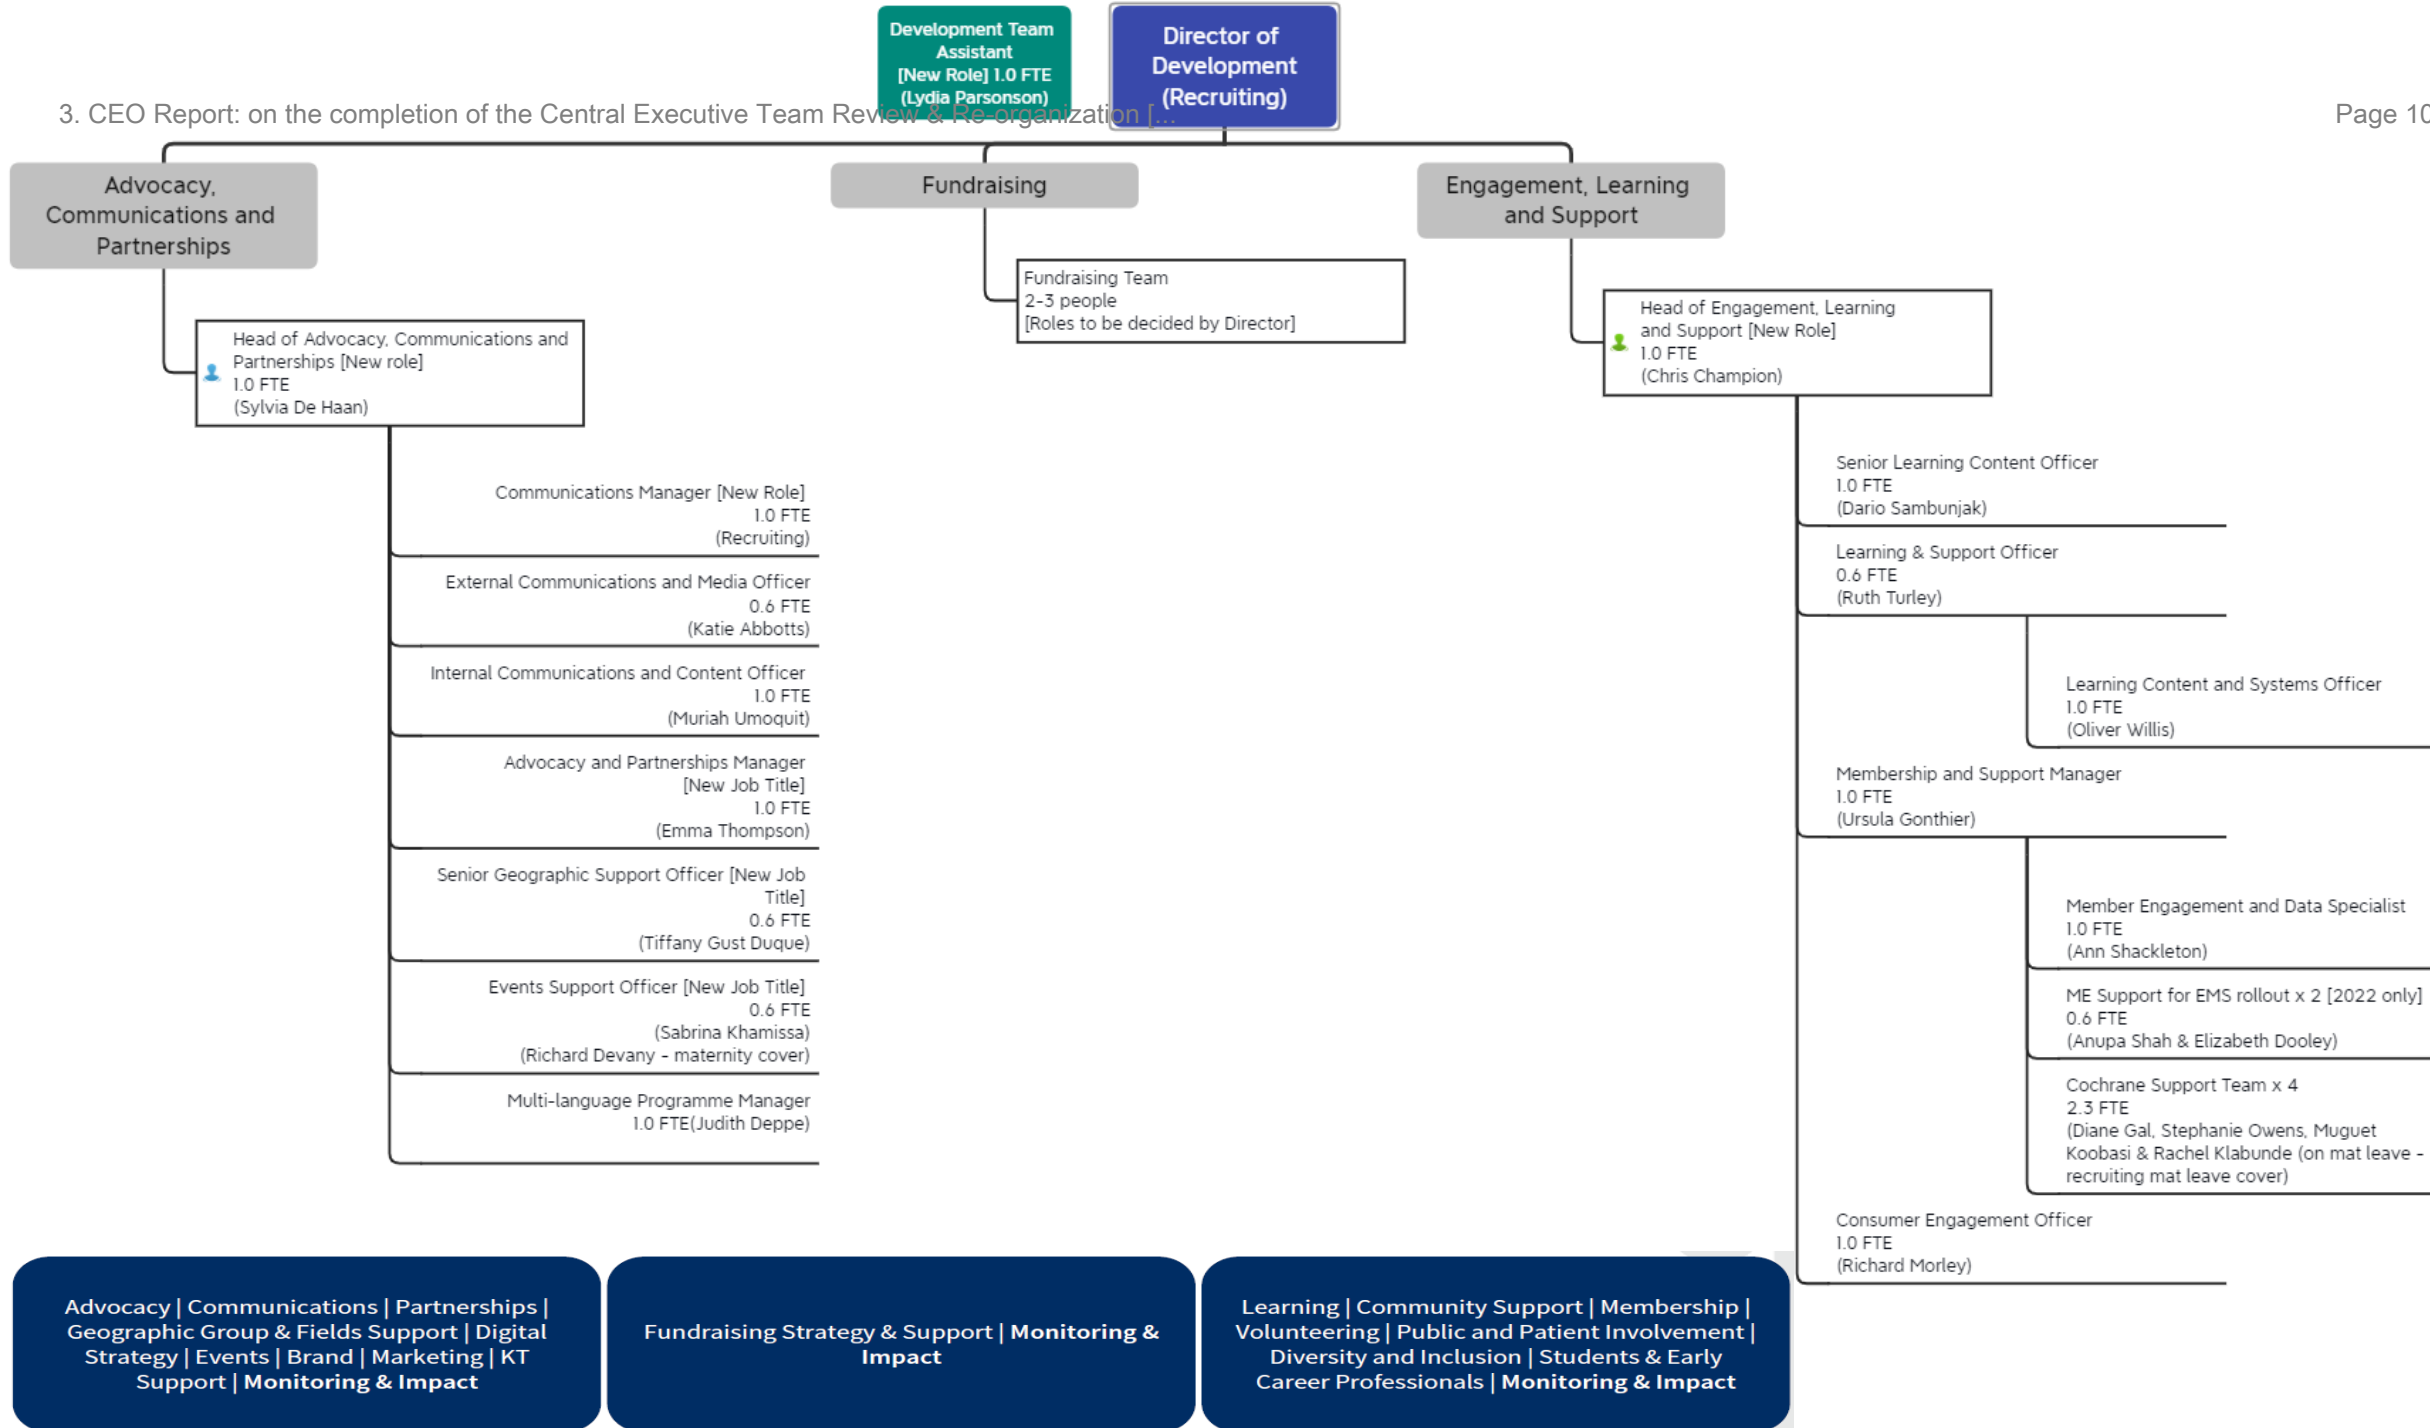 Development Team
Assistant
[New Role] 1.0 FTE
(Lydia Parsonson)
Director of
Development
(Recruiting)
3. CEO Report: on the completion of the Central Executive Team Review & Re-organization [...
Page 10
Advocacy,
Communications and
Partnerships
Fundraising
Engagement, Learning
and Support
Head of Advocacy, Communications and
Partnerships [New role]
1.0 FTE
(Sylvia De Haan)
Fundraising Team
2-3 people
[Roles to be decided by Director]
Head of Engagement, Learning
and Support [New Role]
1.0 FTE
(Chris Champion)
Communications Manager [New Role]
1.0 FTE
(Recruiting)
External Communications and Media Officer
0.6 FTE
(Katie Abbotts)
Internal Communications and Content Officer
1.0 FTE
(Muriah Umoquit)
Advocacy and Partnerships Manager
[New Job Title]
1.0 FTE
(Emma Thompson)
Senior Geographic Support Officer [New Job
Title]
0.6 FTE
(Tiffany Gust Duque)
Events Support Officer [New Job Title]
0.6 FTE
(Sabrina Khamissa)
(Richard Devany - maternity cover)
Multi-language Programme Manager
1.0 FTE(Judith Deppe)
Senior Learning Content Officer
1.0 FTE
(Dario Sambunjak)
Learning & Support Officer
0.6 FTE
(Ruth Turley)
Learning Content and Systems Officer
1.0 FTE
(Oliver Willis)
Membership and Support Manager
1.0 FTE
(Ursula Gonthier)
Member Engagement and Data Specialist
1.0 FTE
(Ann Shackleton)
ME Support for EMS rollout x 2 [2022 only]
0.6 FTE
(Anupa Shah & Elizabeth Dooley)
Cochrane Support Team x 4
2.3 FTE
(Diane Gal, Stephanie Owens, Muguet
Koobasi & Rachel Klabunde (on mat leave -
recruiting mat leave cover)
Consumer Engagement Officer
1.0 FTE
(Richard Morley)
Advocacy | Communications | Partnerships |
Geographic Group & Fields Support | Digital
Strategy | Events | Brand | Marketing | KT
Support | Monitoring & Impact
Fundraising Strategy & Support | Monitoring &
Impact
Learning | Community Support | Membership |
Volunteering | Public and Patient Involvement |
Diversity and Inclusion | Students & Early
Career Professionals | Monitoring & Impact